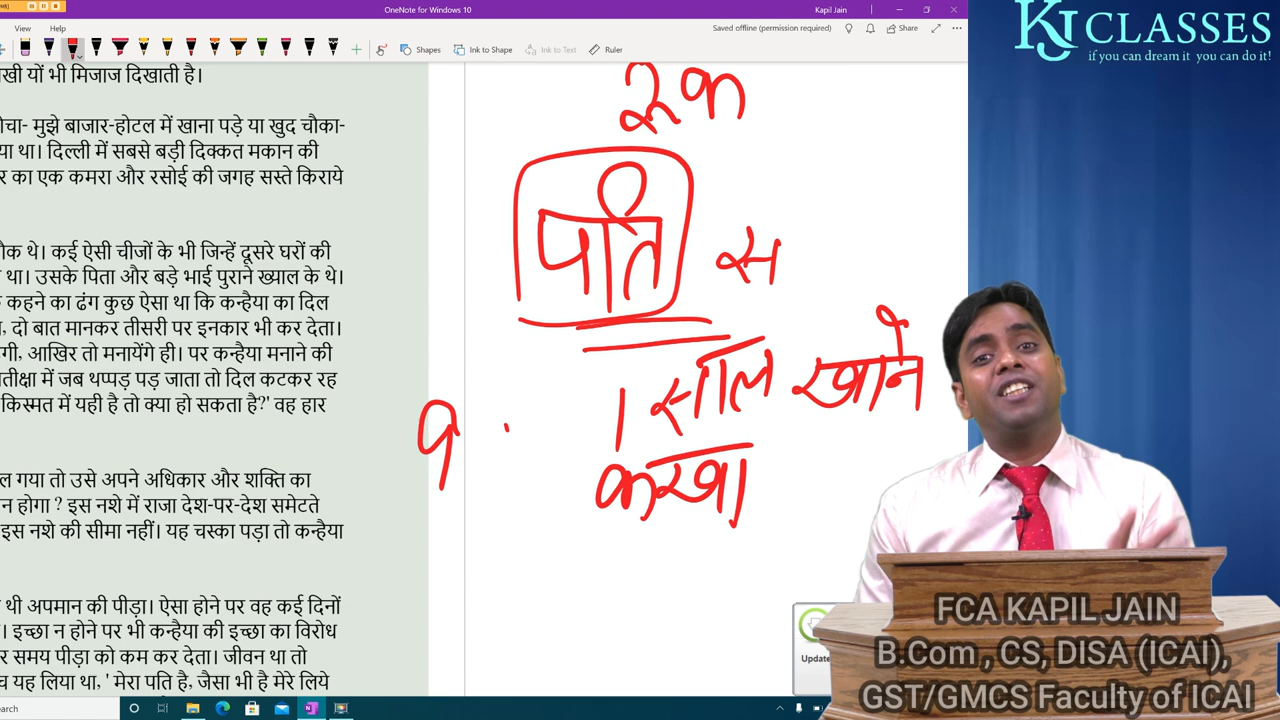 OneNote for Windows 10
Kapil Jain
View Help
Saved offline (permission required)
Share
Shapes
Ink to Shape
Ink to Text
Ruler
KJ CLASSES
if you can dream it you can do it!
यों भी मिजाज दिखाती है।
मुझे बाजार-होटल में खाना पड़े या खुद चौका-
था। दिल्ली में सबसे बड़ी दिक्कत मकान की
का एक कमरा और रसोई की जगह सस्ते किराये
थे। कई ऐसी चीजों के भी जिन्हें दूसरे घरों की
था। उसके पिता और बड़े भाई पुराने ख्याल के थे।
कहने का ढंग कुछ ऐसा था कि कन्हैया का दिल
दो बात मानकर तीसरी पर इनकार भी कर देता।
आखिर तो मनायेंगे ही। पर कन्हैया मनाने की
में जब थप्पड़ पड़ जाता तो दिल कटकर रह
किस्मत में यही है तो क्या हो सकता है?' वह हार
गया तो उसे अपने अधिकार और शक्ति का
न होगा ? इस नशे में राजा देश-पर-देश समेटते
इस नशे की सीमा नहीं। यह चस्का पड़ा तो कन्हैया
थी अपमान की पीड़ा। ऐसा होने पर वह कई दिनों
इच्छा न होने पर भी कन्हैया की इच्छा का विरोध
समय पीड़ा को कम कर देता। जीवन था तो
यह लिया था, ' मेरा पति है, जैसा भी है मेरे लिये
पति
स
1 साल खाने
प
Update
FCA KAPIL JAIN
B.Com , CS, DISA (ICAI),
GST/GMCS Faculty of ICAI